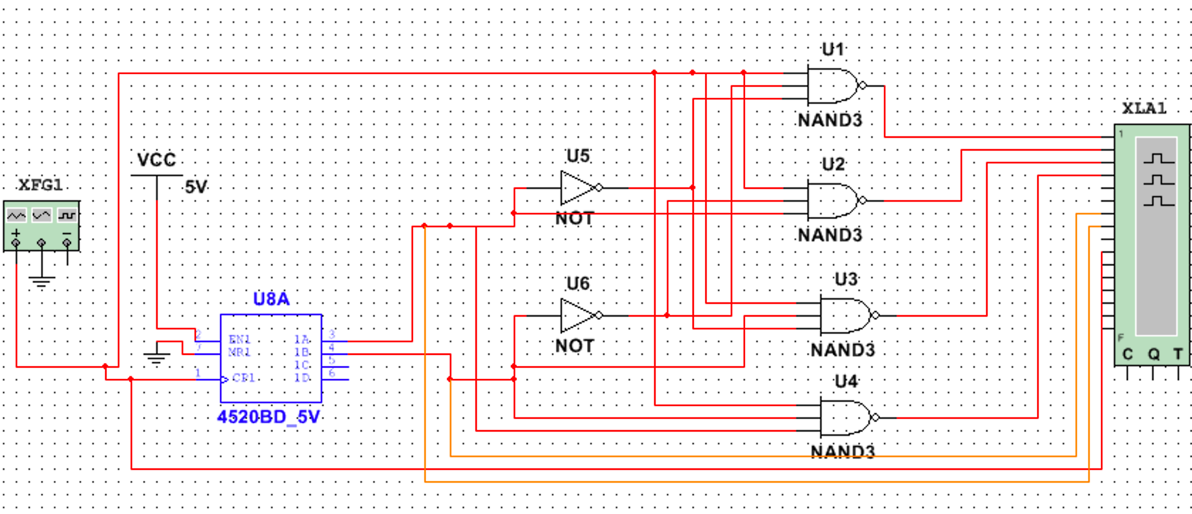 U1
NAND3
XLA1
1
F
C Q T
U5
NOT
U2
NAND3
VCC
5V
XFG1
+
−
U6
NOT
U3
NAND3
U8A
2
EN1
7
MR1
1
CP1
1A
3
1B
4
1C
5
1D
6
4520BD_5V
U4
NAND3